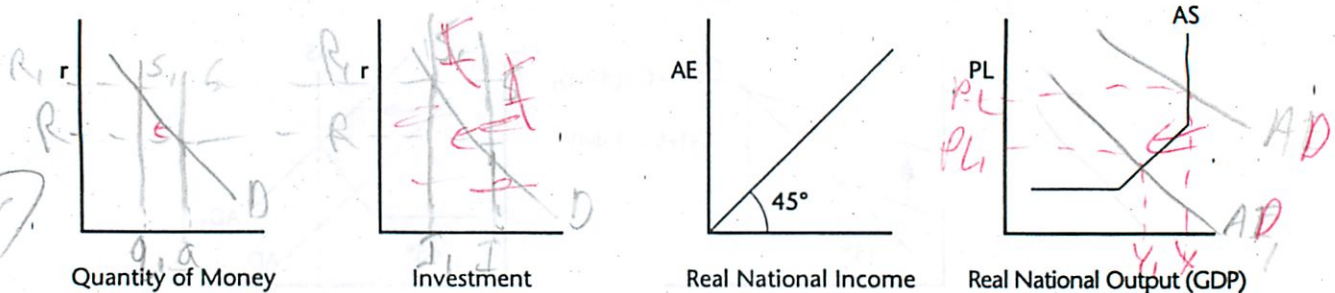 R₁ r S₁ S
R
D
q₁ q
Quantity of Money
R₁ r
R
D
I₁ I
Investment
AE
45°
Real National Income
AS
PL
PL
PL₁
AD
AD₁
Y₁ Y
Real National Output (GDP)